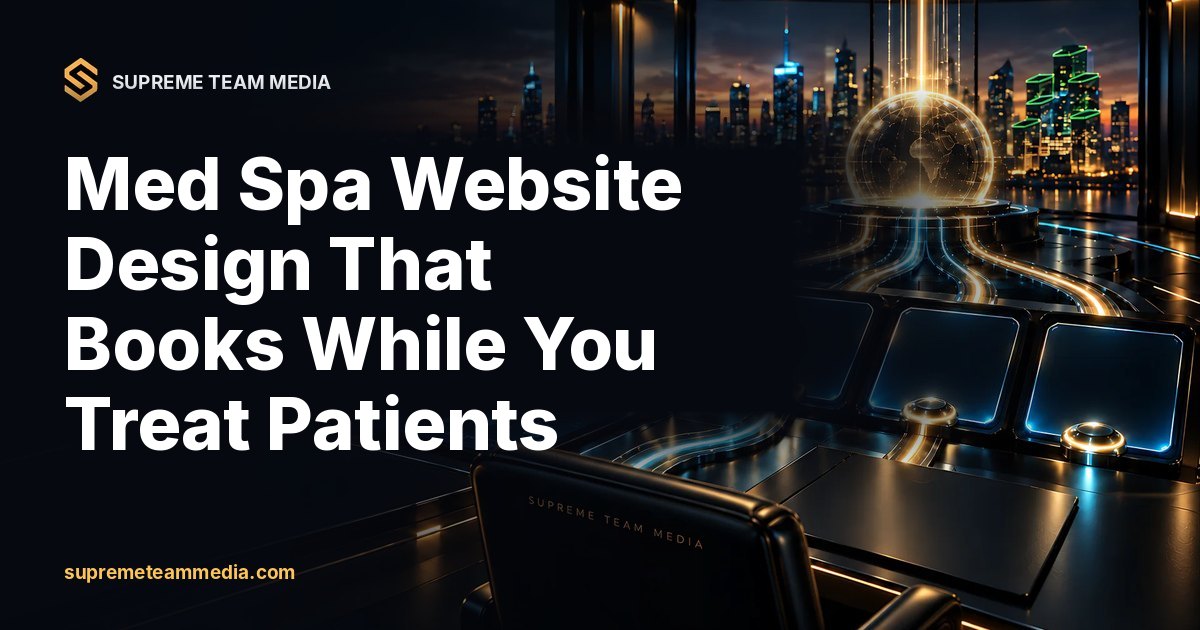 SUPREME TEAM MEDIA
Med Spa Website
Design That
Books While You
Treat Patients
SUPREME TEAM MEDIA
supremeteammedia.com